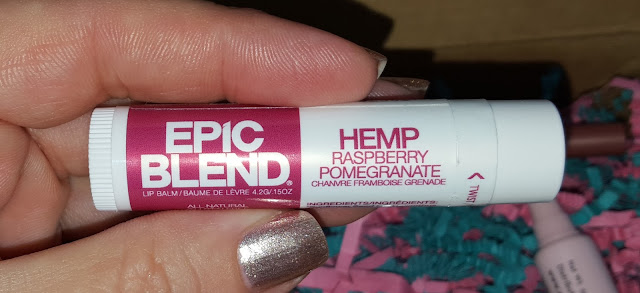 EPIC
BLEND®
LIP BALM / BAUME DE LÈVRE 4.2G/.15OZ
ALL NATURAL
HEMP
RASPBERRY
POMEGRANATE
CHANVRE FRAMBOISE GRENADE
INGREDIENTS/INGRÉDIENTS:
< TWIST